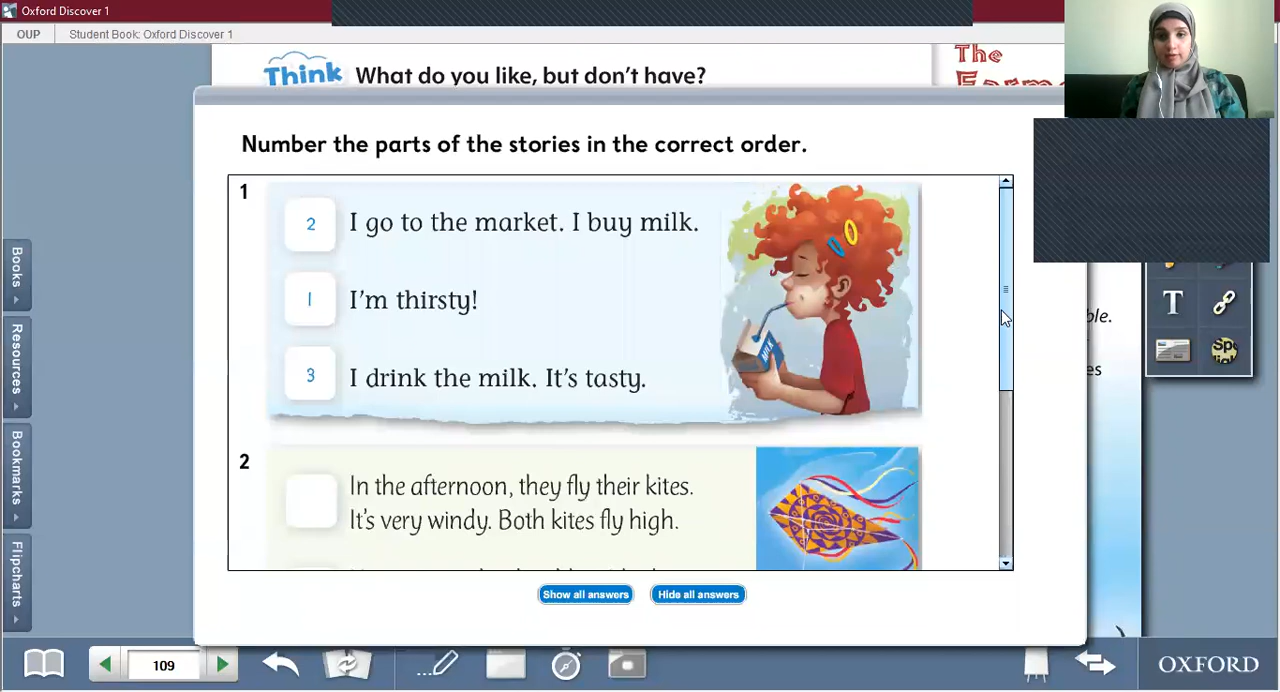 Oxford Discover 1
OUP
Student Book: Oxford Discover 1
Think What do you like, but don't have?
The
Number the parts of the stories in the correct order.
1
2 I go to the market. I buy milk.
1 I'm thirsty!
3 I drink the milk. It's tasty.
MILK
2
In the afternoon, they fly their kites.
It's very windy. Both kites fly high.
Show all answers
Hide all answers
Books
Resources
Bookmarks
Flipcharts
T
ble.
es
109
OXFORD